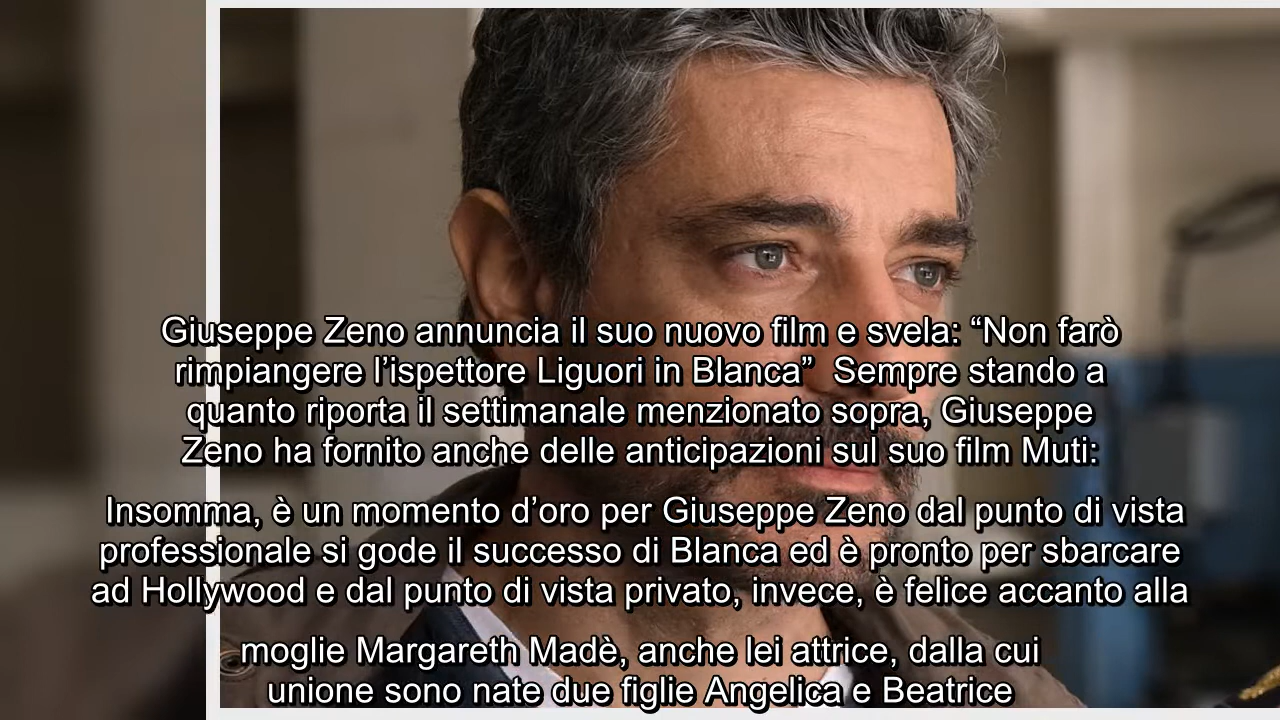 Giuseppe Zeno annuncia il suo nuovo film e svela: “Non farò
rimpiangere l’ispettore Liguori in Blanca”  Sempre stando a
quanto riporta il settimanale menzionato sopra, Giuseppe
Zeno ha fornito anche delle anticipazioni sul suo film Muti:
Insomma, è un momento d’oro per Giuseppe Zeno dal punto di vista
professionale si gode il successo di Blanca ed è pronto per sbarcare
ad Hollywood e dal punto di vista privato, invece, è felice accanto alla
moglie Margareth Madè, anche lei attrice, dalla cui
unione sono nate due figlie Angelica e Beatrice